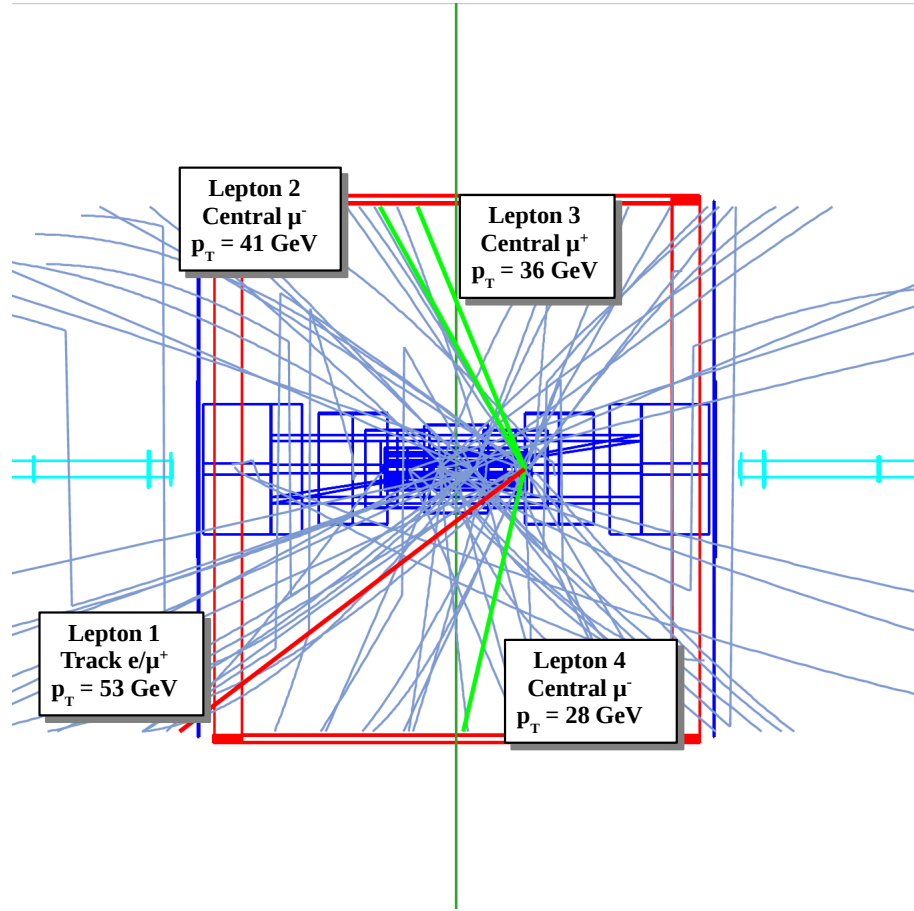 Lepton 2
Central μ⁻
p_T = 41 GeV
Lepton 3
Central μ⁺
p_T = 36 GeV
Lepton 1
Track e/μ⁺
p_T = 53 GeV
Lepton 4
Central μ⁻
p_T = 28 GeV